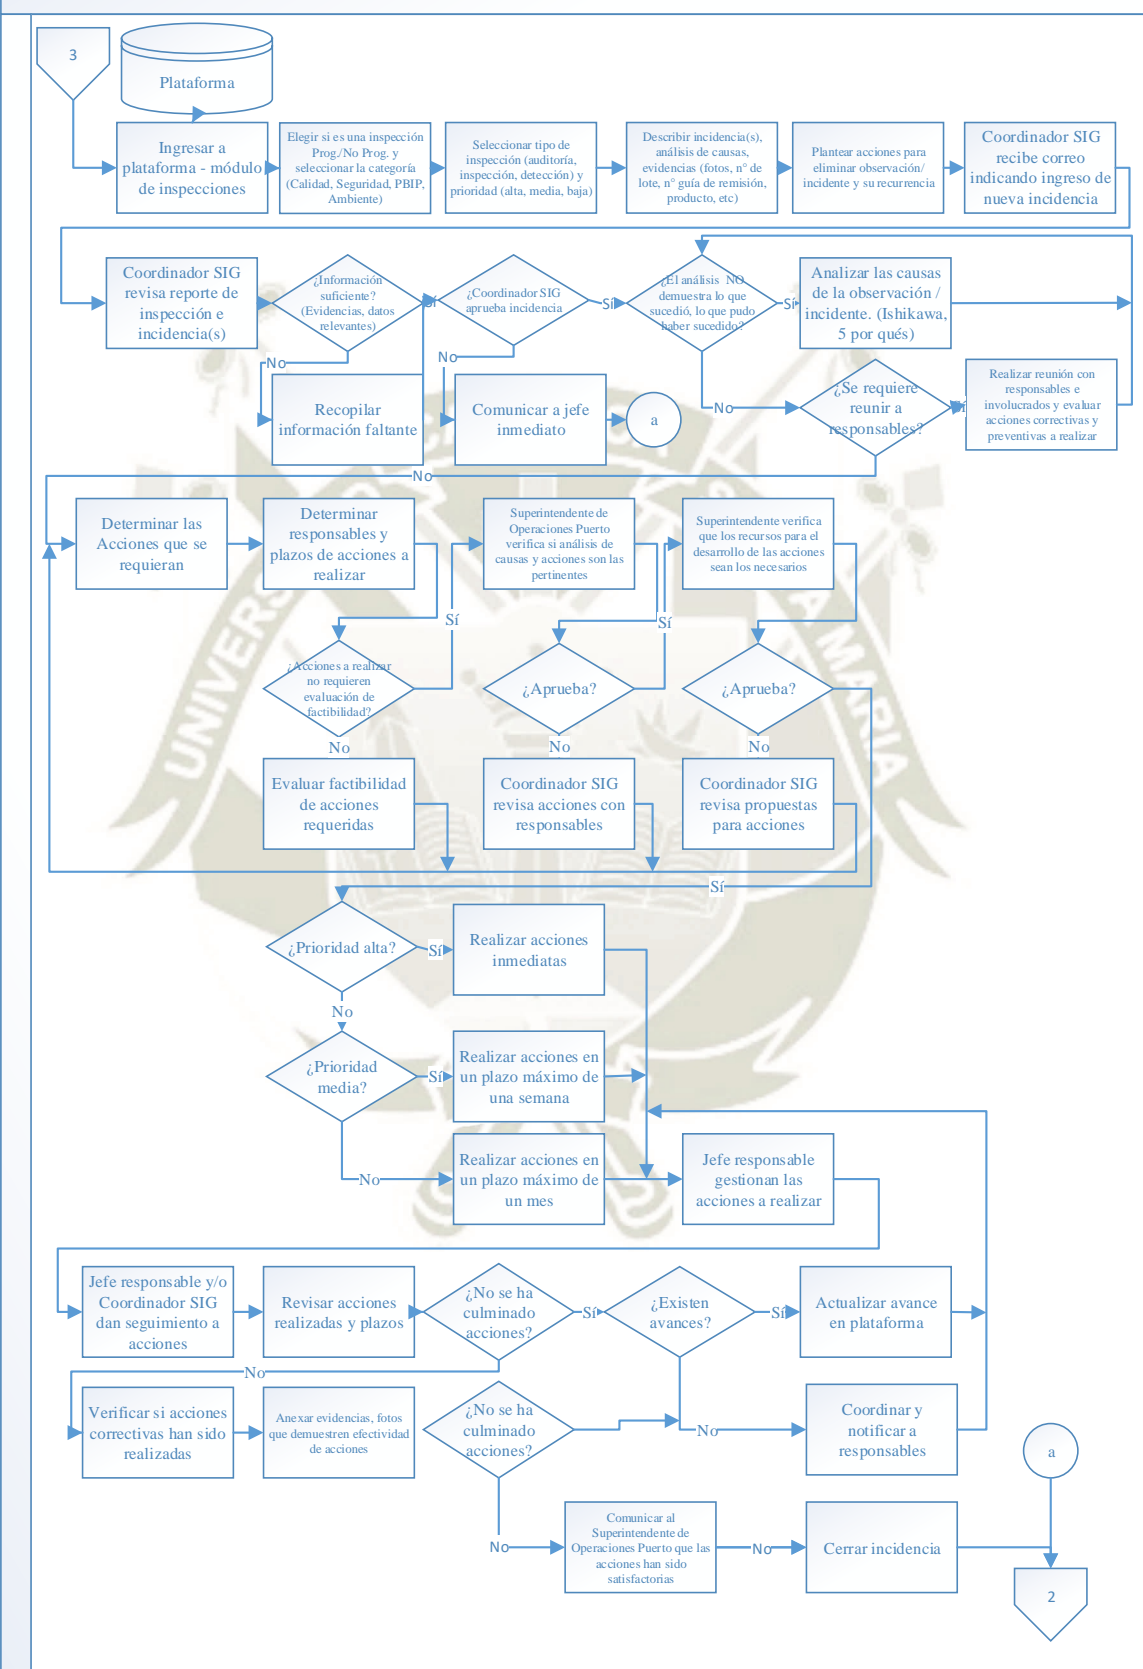 3
Plataforma
Ingresar a
plataforma - módulo
de inspecciones
Elegir si es una inspección
Prog./No Prog. y
seleccionar la categoría
(Calidad, Seguridad, PBIP,
Ambiente)
Seleccionar tipo de
inspección (auditoría,
inspección, detección) y
prioridad (alta, media, baja)
Describir incidencia(s),
análisis de causas,
evidencias (fotos, n° de
lote, n° guía de remisión,
producto, etc)
Plantear acciones para
eliminar observación/
incidente y su recurrencia
Coordinador SIG
recibe correo
indicando ingreso de
nueva incidencia
Coordinador SIG
revisa reporte de
inspección e
incidencia(s)
¿Información
suficiente?
(Evidencias, datos
relevantes)
Sí
No
Recopilar
información faltante
¿Coordinador SIG
aprueba incidencia
Sí
No
Comunicar a jefe
inmediato
a
¿El análisis NO
demuestra lo que
sucedió, lo que pudo
haber sucedido?
Sí
No
Analizar las causas
de la observación /
incidente. (Ishikawa,
5 por qués)
¿Se requiere
reunir a
responsables?
Sí
No
Realizar reunión con
responsables e
involucrados y evaluar
acciones correctivas y
preventivas a realizar
Determinar las
Acciones que se
requieran
Determinar
responsables y
plazos de acciones a
realizar
Superintendente de
Operaciones Puerto
verifica si análisis de
causas y acciones son las
pertinentes
Superintendente verifica
que los recursos para el
desarrollo de las acciones
sean los necesarios
Sí
Sí
¿Acciones a realizar
no requieren
evaluación de
factibilidad?
¿Aprueba?
¿Aprueba?
No
No
No
Evaluar factibilidad
de acciones
requeridas
Coordinador SIG
revisa acciones con
responsables
Coordinador SIG
revisa propuestas
para acciones
Sí
¿Prioridad alta?
Sí
Realizar acciones
inmediatas
No
¿Prioridad
media?
Sí
Realizar acciones en
un plazo máximo de
una semana
No
Realizar acciones en
un plazo máximo de
un mes
Jefe responsable
gestionan las
acciones a realizar
Jefe responsable y/o
Coordinador SIG
dan seguimiento a
acciones
Revisar acciones
realizadas y plazos
¿No se ha
culminado
acciones?
Sí
¿Existen
avances?
Sí
Actualizar avance
en plataforma
No
Verificar si acciones
correctivas han sido
realizadas
Anexar evidencias, fotos
que demuestren efectividad
de acciones
¿No se ha
culminado
acciones?
No
Coordinar y
notificar a
responsables
a
No
Comunicar al
Superintendente de
Operaciones Puerto que las
acciones han sido
satisfactorias
No
Cerrar incidencia
2